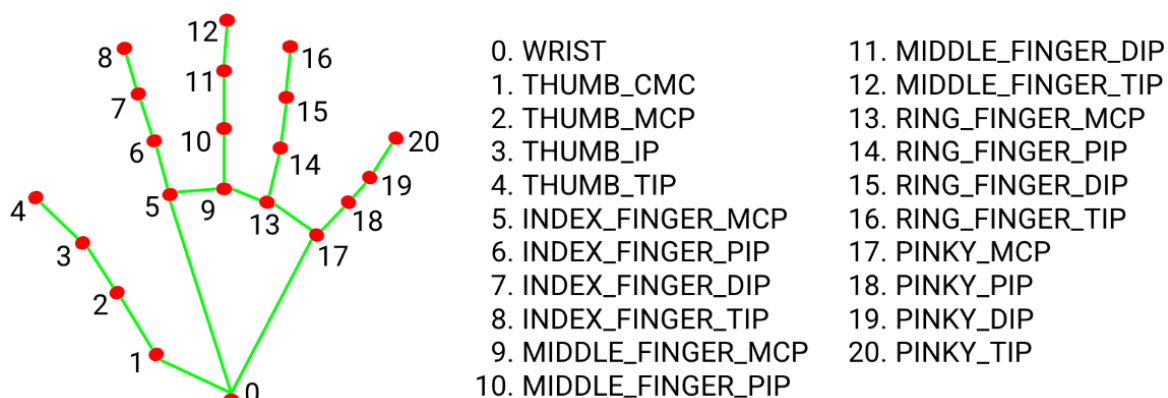 12
8
16
11
7
15
10
6
20
14
19
4
5
9
18
13
3
17
2
1
0
0. WRIST
1. THUMB_CMC
2. THUMB_MCP
3. THUMB_IP
4. THUMB_TIP
5. INDEX_FINGER_MCP
6. INDEX_FINGER_PIP
7. INDEX_FINGER_DIP
8. INDEX_FINGER_TIP
9. MIDDLE_FINGER_MCP
10. MIDDLE_FINGER_PIP
11. MIDDLE_FINGER_DIP
12. MIDDLE_FINGER_TIP
13. RING_FINGER_MCP
14. RING_FINGER_PIP
15. RING_FINGER_DIP
16. RING_FINGER_TIP
17. PINKY_MCP
18. PINKY_PIP
19. PINKY_DIP
20. PINKY_TIP